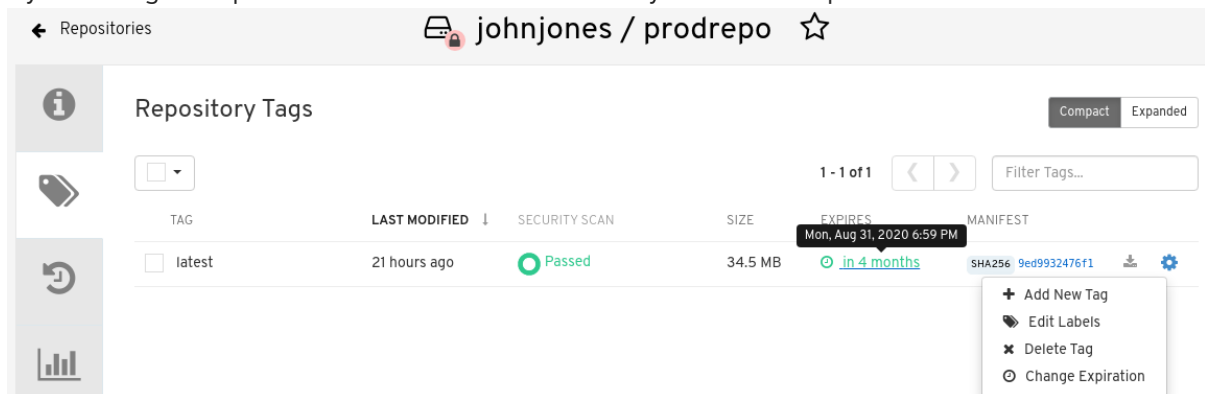 Repositories
johnjones / prodrepo
Repository Tags
Compact Expanded
1 - 1 of 1
Filter Tags...
TAG LAST MODIFIED ↓ SECURITY SCAN SIZE EXPIRES MANIFEST
Mon, Aug 31, 2020 6:59 PM
latest 21 hours ago Passed 34.5 MB in 4 months SHA256 9ed9932476f1
Add New Tag
Edit Labels
Delete Tag
Change Expiration